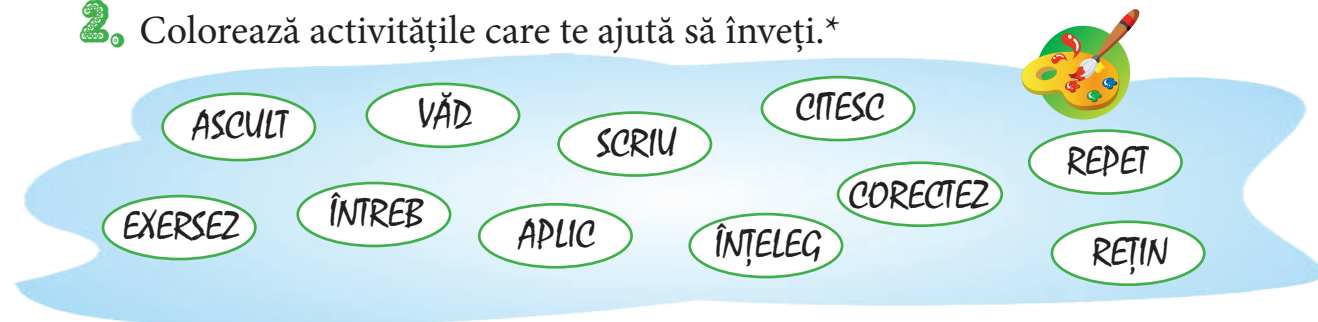 2. Colorează activitățile care te ajută să înveți.*
ASCULT
VĂD
SCRIU
CITESC
REPET
EXERSEZ
ÎNTREB
APLIC
ÎNȚELEG
CORECTEZ
REȚIN